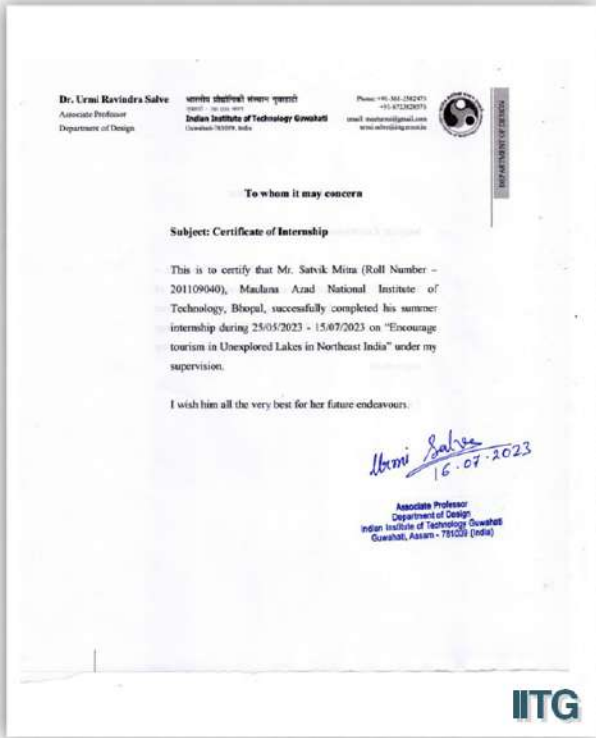 Dr. Urmi Ravindra Salve
Associate Professor
Department of Design
भारतीय प्रौद्योगिकी संस्थान गुवाहाटी
Indian Institute of Technology Guwahati
Guwahati-781039, India
DEPARTMENT OF DESIGN
To whom it may concern
Subject: Certificate of Internship
This is to certify that Mr. Satvik Mitra (Roll Number –
201109040), Maulana Azad National Institute of
Technology, Bhopal, successfully completed his summer
internship during 25/05/2023 - 15/07/2023 on "Encourage
tourism in Unexplored Lakes in Northeast India" under my
supervision.
I wish him all the very best for her future endeavours.
Urmi Salve
16.07.2023
Associate Professor
Department of Design
Indian Institute of Technology Guwahati
Guwahati, Assam - 781039 (India)
IITG